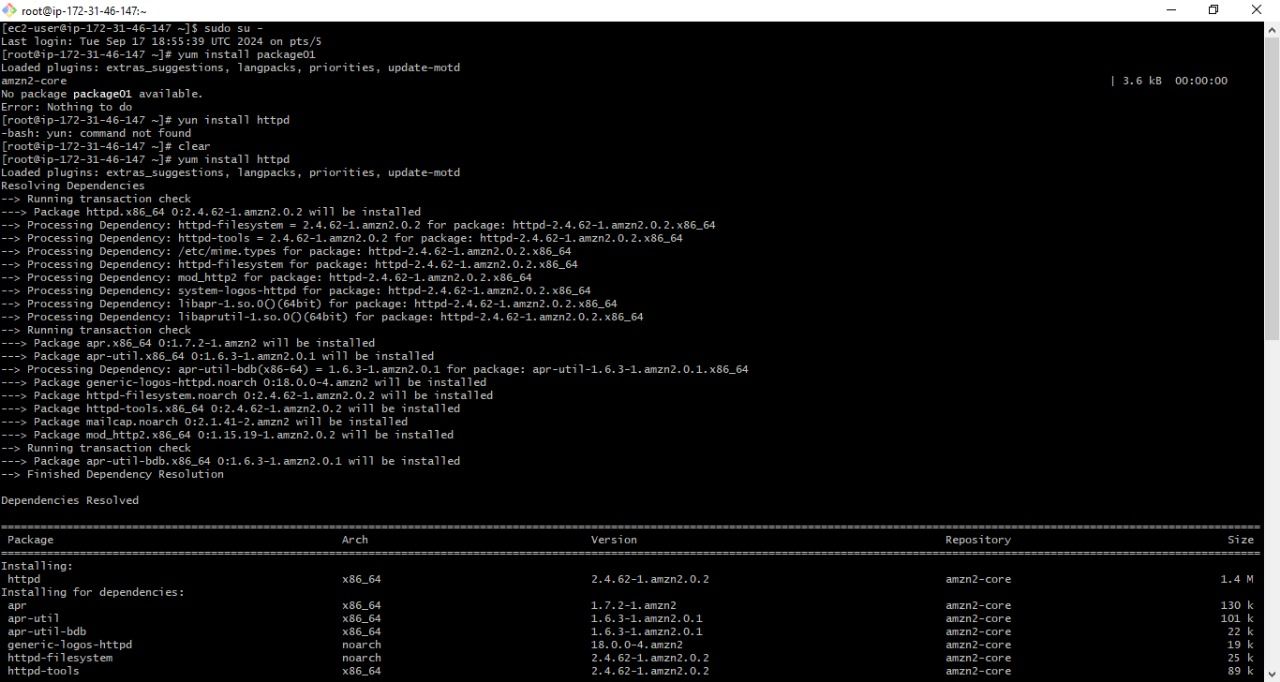 root@ip-172-31-46-147:~
[ec2-user@ip-172-31-46-147 ~]$ sudo su -
Last login: Tue Sep 17 18:55:39 UTC 2024 on pts/5
[root@ip-172-31-46-147 ~]# yum install package01
Loaded plugins: extras_suggestions, langpacks, priorities, update-motd
amzn2-core | 3.6 kB 00:00:00
No package package01 available.
Error: Nothing to do
[root@ip-172-31-46-147 ~]# yun install httpd
-bash: yun: command not found
[root@ip-172-31-46-147 ~]# clear
[root@ip-172-31-46-147 ~]# yum install httpd
Loaded plugins: extras_suggestions, langpacks, priorities, update-motd
Resolving Dependencies
--> Running transaction check
---> Package httpd.x86_64 0:2.4.62-1.amzn2.0.2 will be installed
--> Processing Dependency: httpd-filesystem = 2.4.62-1.amzn2.0.2 for package: httpd-2.4.62-1.amzn2.0.2.x86_64
--> Processing Dependency: httpd-tools = 2.4.62-1.amzn2.0.2 for package: httpd-2.4.62-1.amzn2.0.2.x86_64
--> Processing Dependency: /etc/mime.types for package: httpd-2.4.62-1.amzn2.0.2.x86_64
--> Processing Dependency: httpd-filesystem for package: httpd-2.4.62-1.amzn2.0.2.x86_64
--> Processing Dependency: mod_http2 for package: httpd-2.4.62-1.amzn2.0.2.x86_64
--> Processing Dependency: system-logos-httpd for package: httpd-2.4.62-1.amzn2.0.2.x86_64
--> Processing Dependency: libapr-1.so.0()(64bit) for package: httpd-2.4.62-1.amzn2.0.2.x86_64
--> Processing Dependency: libaprutil-1.so.0()(64bit) for package: httpd-2.4.62-1.amzn2.0.2.x86_64
--> Running transaction check
---> Package apr.x86_64 0:1.7.2-1.amzn2 will be installed
---> Package apr-util.x86_64 0:1.6.3-1.amzn2.0.1 will be installed
--> Processing Dependency: apr-util-bdb(x86-64) = 1.6.3-1.amzn2.0.1 for package: apr-util-1.6.3-1.amzn2.0.1.x86_64
---> Package generic-logos-httpd.noarch 0:18.0.0-4.amzn2 will be installed
---> Package httpd-filesystem.noarch 0:2.4.62-1.amzn2.0.2 will be installed
---> Package httpd-tools.x86_64 0:2.4.62-1.amzn2.0.2 will be installed
---> Package mailcap.noarch 0:2.1.41-2.amzn2 will be installed
---> Package mod_http2.x86_64 0:1.15.19-1.amzn2.0.2 will be installed
--> Running transaction check
---> Package apr-util-bdb.x86_64 0:1.6.3-1.amzn2.0.1 will be installed
--> Finished Dependency Resolution
Dependencies Resolved
Package Arch Version Repository Size
Installing:
httpd x86_64 2.4.62-1.amzn2.0.2 amzn2-core 1.4 M
Installing for dependencies:
apr x86_64 1.7.2-1.amzn2 amzn2-core 130 k
apr-util x86_64 1.6.3-1.amzn2.0.1 amzn2-core 101 k
apr-util-bdb x86_64 1.6.3-1.amzn2.0.1 amzn2-core 22 k
generic-logos-httpd noarch 18.0.0-4.amzn2 amzn2-core 19 k
httpd-filesystem noarch 2.4.62-1.amzn2.0.2 amzn2-core 25 k
httpd-tools x86_64 2.4.62-1.amzn2.0.2 amzn2-core 89 k